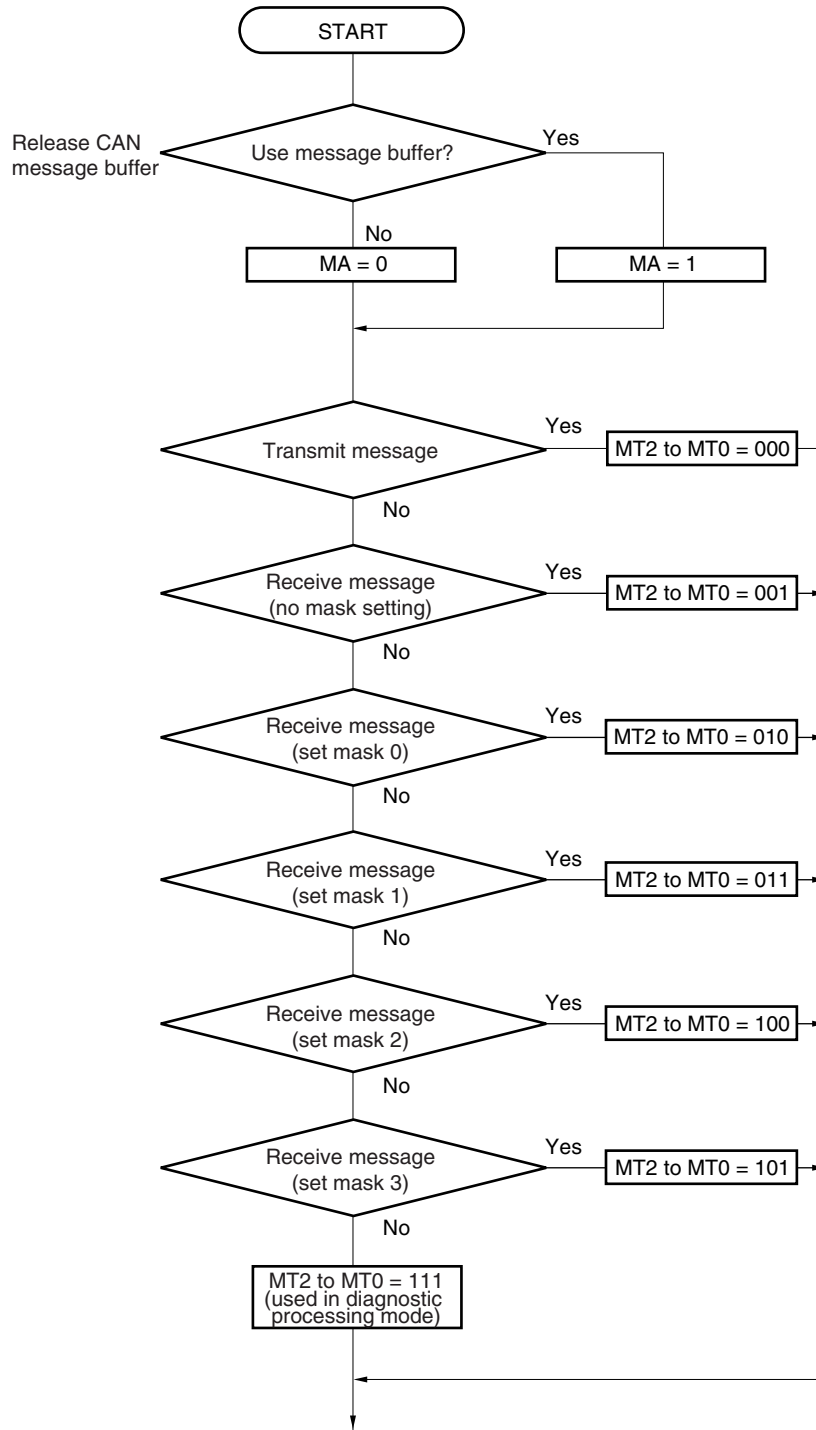 START
Release CAN
message buffer
Use message buffer?
Yes
No
MA = 0
MA = 1
Transmit message
Yes
MT2 to MT0 = 000
No
Receive message
(no mask setting)
Yes
MT2 to MT0 = 001
No
Receive message
(set mask 0)
Yes
MT2 to MT0 = 010
No
Receive message
(set mask 1)
Yes
MT2 to MT0 = 011
No
Receive message
(set mask 2)
Yes
MT2 to MT0 = 100
No
Receive message
(set mask 3)
Yes
MT2 to MT0 = 101
No
MT2 to MT0 = 111
(used in diagnostic
processing mode)